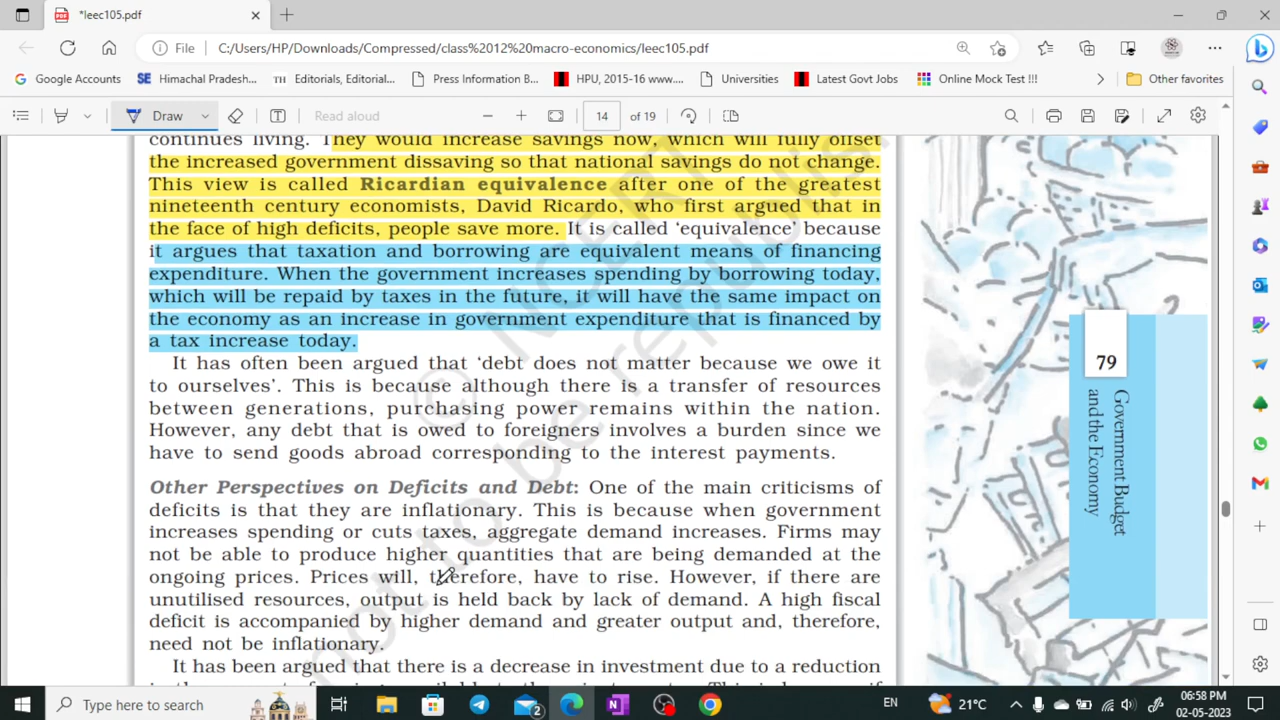 *leec105.pdf
File
C:/Users/HP/Downloads/Compressed/class%2012%20macro-economics/leec105.pdf
Google Accounts
SE Himachal Pradesh...
TH Editorials, Editorial...
Press Information B...
HPU, 2015-16 www....
Universities
Latest Govt Jobs
Online Mock Test !!!
Other favorites
Draw
Read aloud
14 of 19
continues living. They would increase savings now, which will fully offset
the increased government dissaving so that national savings do not change.
This view is called Ricardian equivalence after one of the greatest
nineteenth century economists, David Ricardo, who first argued that in
the face of high deficits, people save more. It is called ‘equivalence’ because
it argues that taxation and borrowing are equivalent means of financing
expenditure. When the government increases spending by borrowing today,
which will be repaid by taxes in the future, it will have the same impact on
the economy as an increase in government expenditure that is financed by
a tax increase today.
It has often been argued that ‘debt does not matter because we owe it
to ourselves’. This is because although there is a transfer of resources
between generations, purchasing power remains within the nation.
However, any debt that is owed to foreigners involves a burden since we
have to send goods abroad corresponding to the interest payments.
Other Perspectives on Deficits and Debt: One of the main criticisms of
deficits is that they are inflationary. This is because when government
increases spending or cuts taxes, aggregate demand increases. Firms may
not be able to produce higher quantities that are being demanded at the
ongoing prices. Prices will, therefore, have to rise. However, if there are
unutilised resources, output is held back by lack of demand. A high fiscal
deficit is accompanied by higher demand and greater output and, therefore,
need not be inflationary.
It has been argued that there is a decrease in investment due to a reduction
© NCERT
not to be republis
79
Government Budget
and the Economy
Type here to search
2
EN
21°C
06:58 PM
02-05-2023